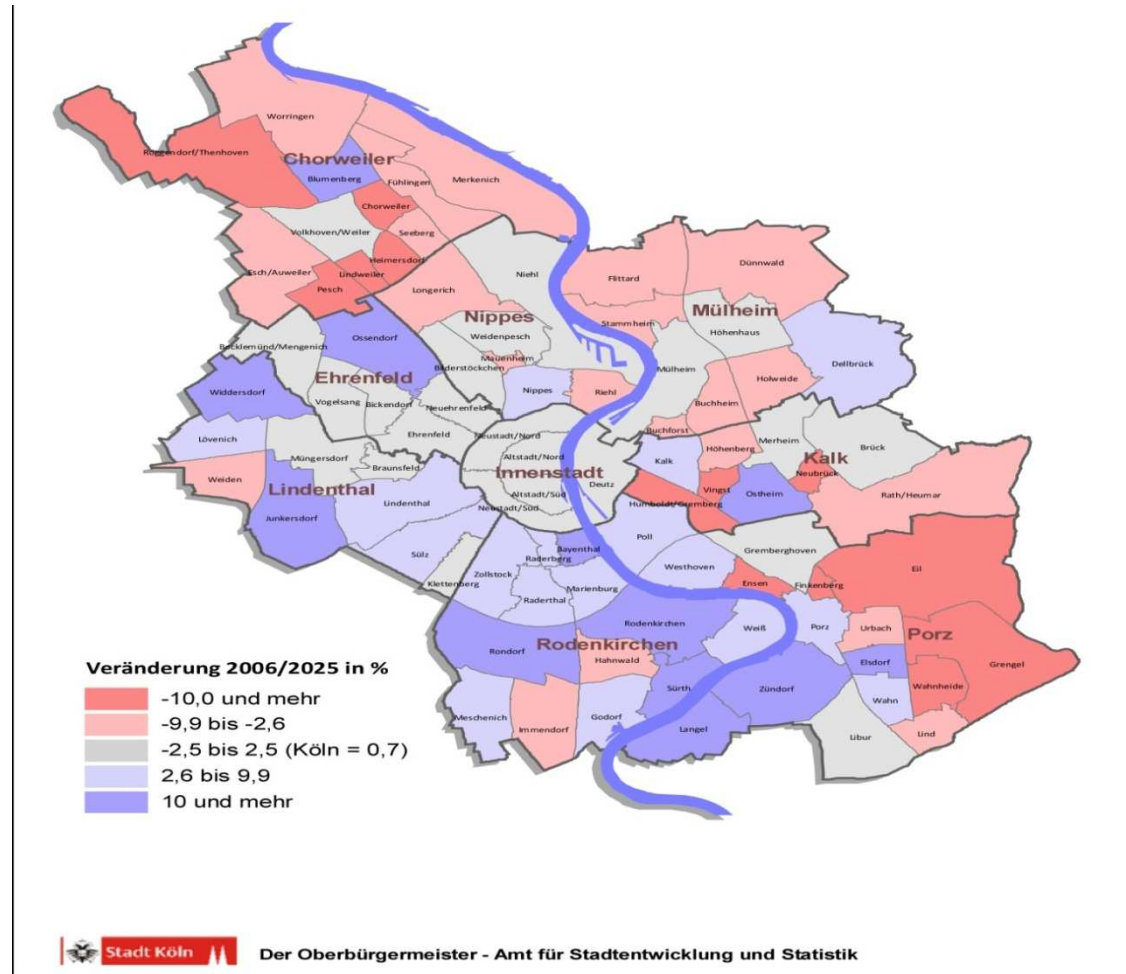 Worringen
Roggendorf/Thenhoven
Chorweiler
Blumenberg
Fühlingen
Merkenich
Chorweiler
Volkhoven/Weiler
Seeberg
Heimersdorf
Esch/Auweiler
Lindweiler
Pesch
Longerich
Niehl
Flittard
Dünnwald
Nippes
Mülheim
Stammheim
Höhenhaus
Ossendorf
Weidenpesch
Bocklemünd/Mengenich
Mauenheim
Bilderstöckchen
Mülheim
Dellbrück
Ehrenfeld
Holweide
Widdersdorf
Nippes
Riehl
Vogelsang
Bickendorf
Neuehrenfeld
Buchheim
Buchforst
Lövenich
Ehrenfeld
Neustadt/Nord
Merheim
Brück
Müngersdorf
Braunsfeld
Altstadt/Nord
Kalk
Höhenberg
Kalk
Innenstadt
Neubrück
Weiden
Lindenthal
Deutz
Vingst
Ostheim
Rath/Heumar
Lindenthal
Altstadt/Süd
Humboldt/Gremberg
Neustadt/Süd
Junkersdorf
Poll
Bayenthal
Gremberghoven
Sülz
Raderberg
Westhoven
Eil
Klettenberg
Zollstock
Marienburg
Ensen
Finkenberg
Raderthal
Rodenkirchen
Weiß
Porz
Urbach
Porz
Rodenkirchen
Rondorf
Hahnwald
Elsdorf
Grengel
Sürth
Zündorf
Wahnheide
Wahn
Meschenich
Godorf
Immendorf
Langel
Libur
Lind
Veränderung 2006/2025 in %
-10,0 und mehr
-9,9 bis -2,6
-2,5 bis 2,5 (Köln = 0,7)
2,6 bis 9,9
10 und mehr
Stadt Köln
Der Oberbürgermeister - Amt für Stadtentwicklung und Statistik